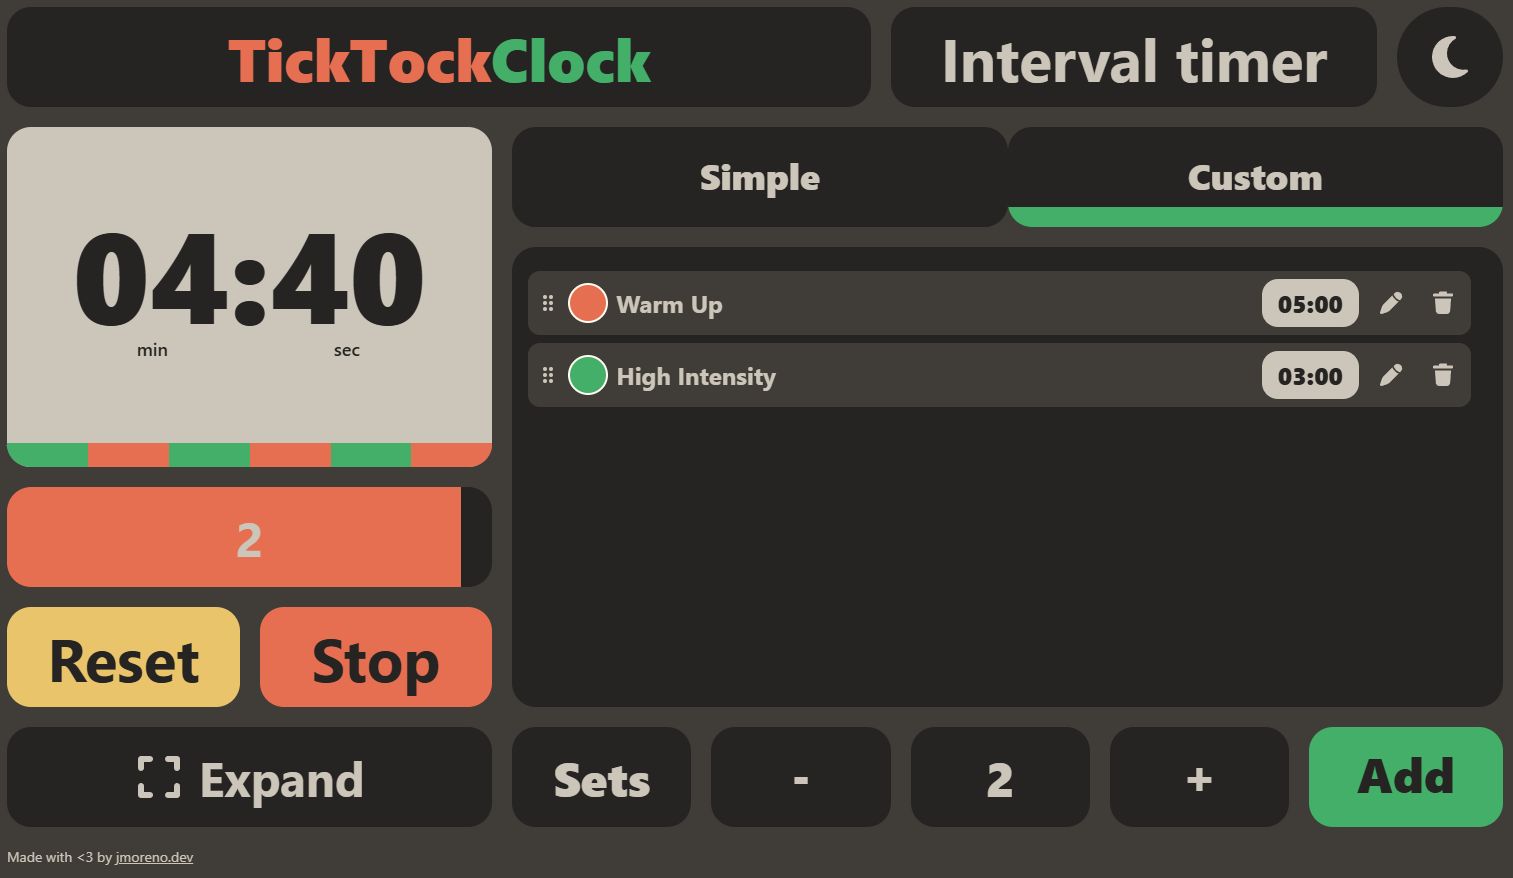 TickTockClock
Interval timer
04:40
min
sec
2
Reset
Stop
Expand
Simple
Custom
Warm Up
05:00
High Intensity
03:00
Sets
-
2
+
Add
Made with <3 by jmoreno.dev